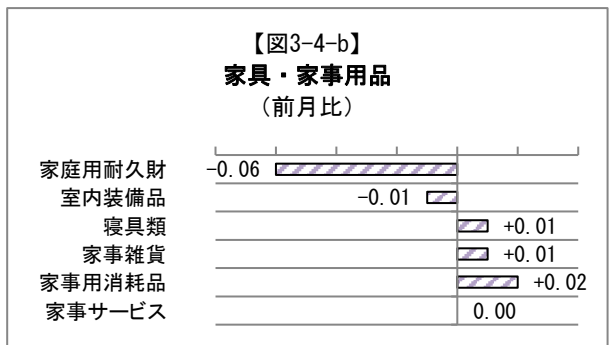 【図3-4-b】
家具・家事用品
(前月比)
家庭用耐久財 -0.06
室内装備品 -0.01
寝具類 +0.01
家事雑貨 +0.01
家事用消耗品 +0.02
家事サービス 0.00